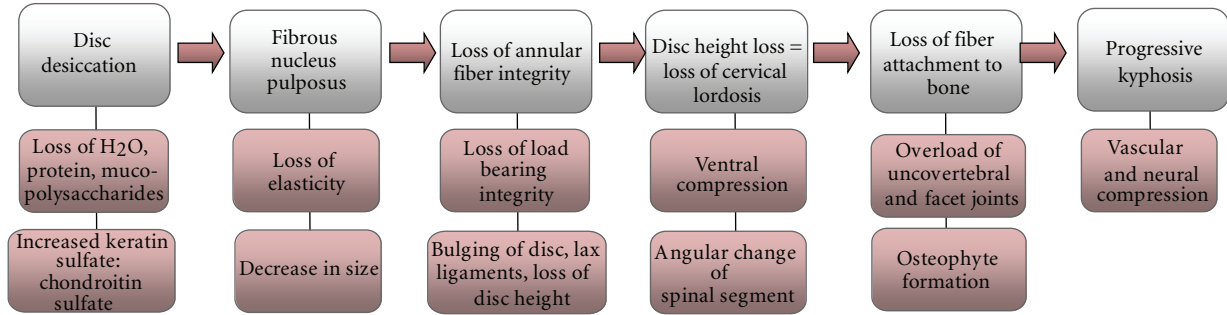 Disc
desiccation
Fibrous
nucleus
pulposus
Loss of annular
fiber integrity
Disc height loss =
loss of cervical
lordosis
Loss of fiber
attachment to
bone
Progressive
kyphosis
Loss of H2O,
protein, muco-
polysaccharides
Loss of
elasticity
Loss of load
bearing
integrity
Ventral
compression
Overload of
uncovertebral
and facet joints
Vascular
and neural
compression
Increased keratin
sulfate:
chondroitin
sulfate
Decrease in size
Bulging of disc, lax
ligaments, loss of
disc height
Angular change
of
spinal segment
Osteophyte
formation